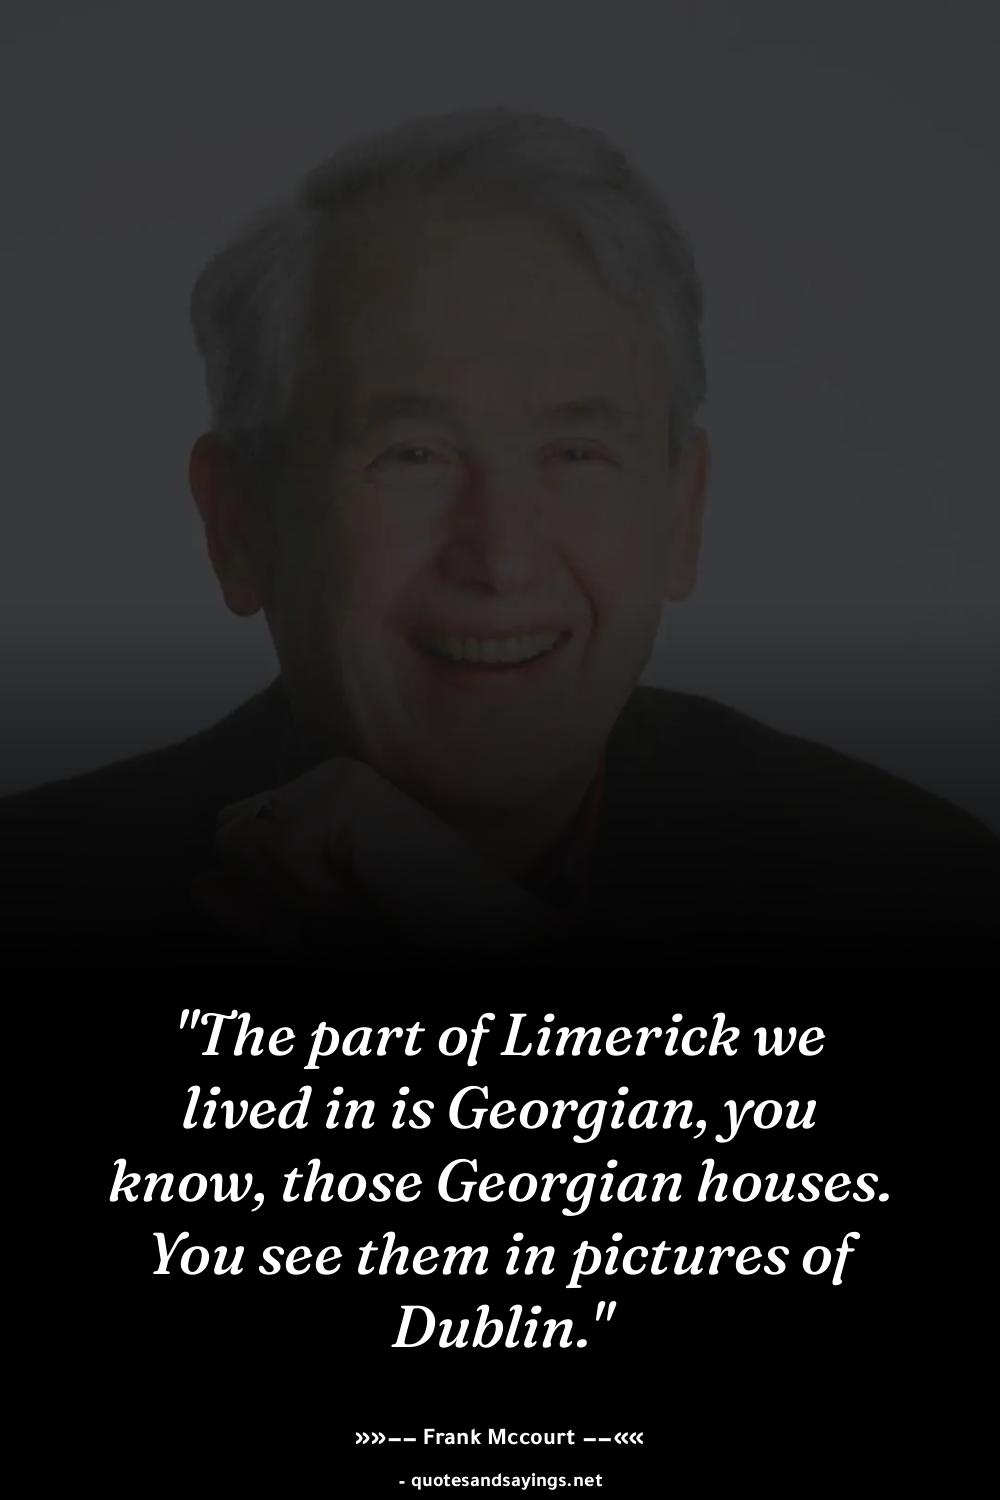 "The part of Limerick we
lived in is Georgian, you
know, those Georgian houses.
You see them in pictures of
Dublin."
»»–– Frank Mccourt ––««
- quotesandsayings.net